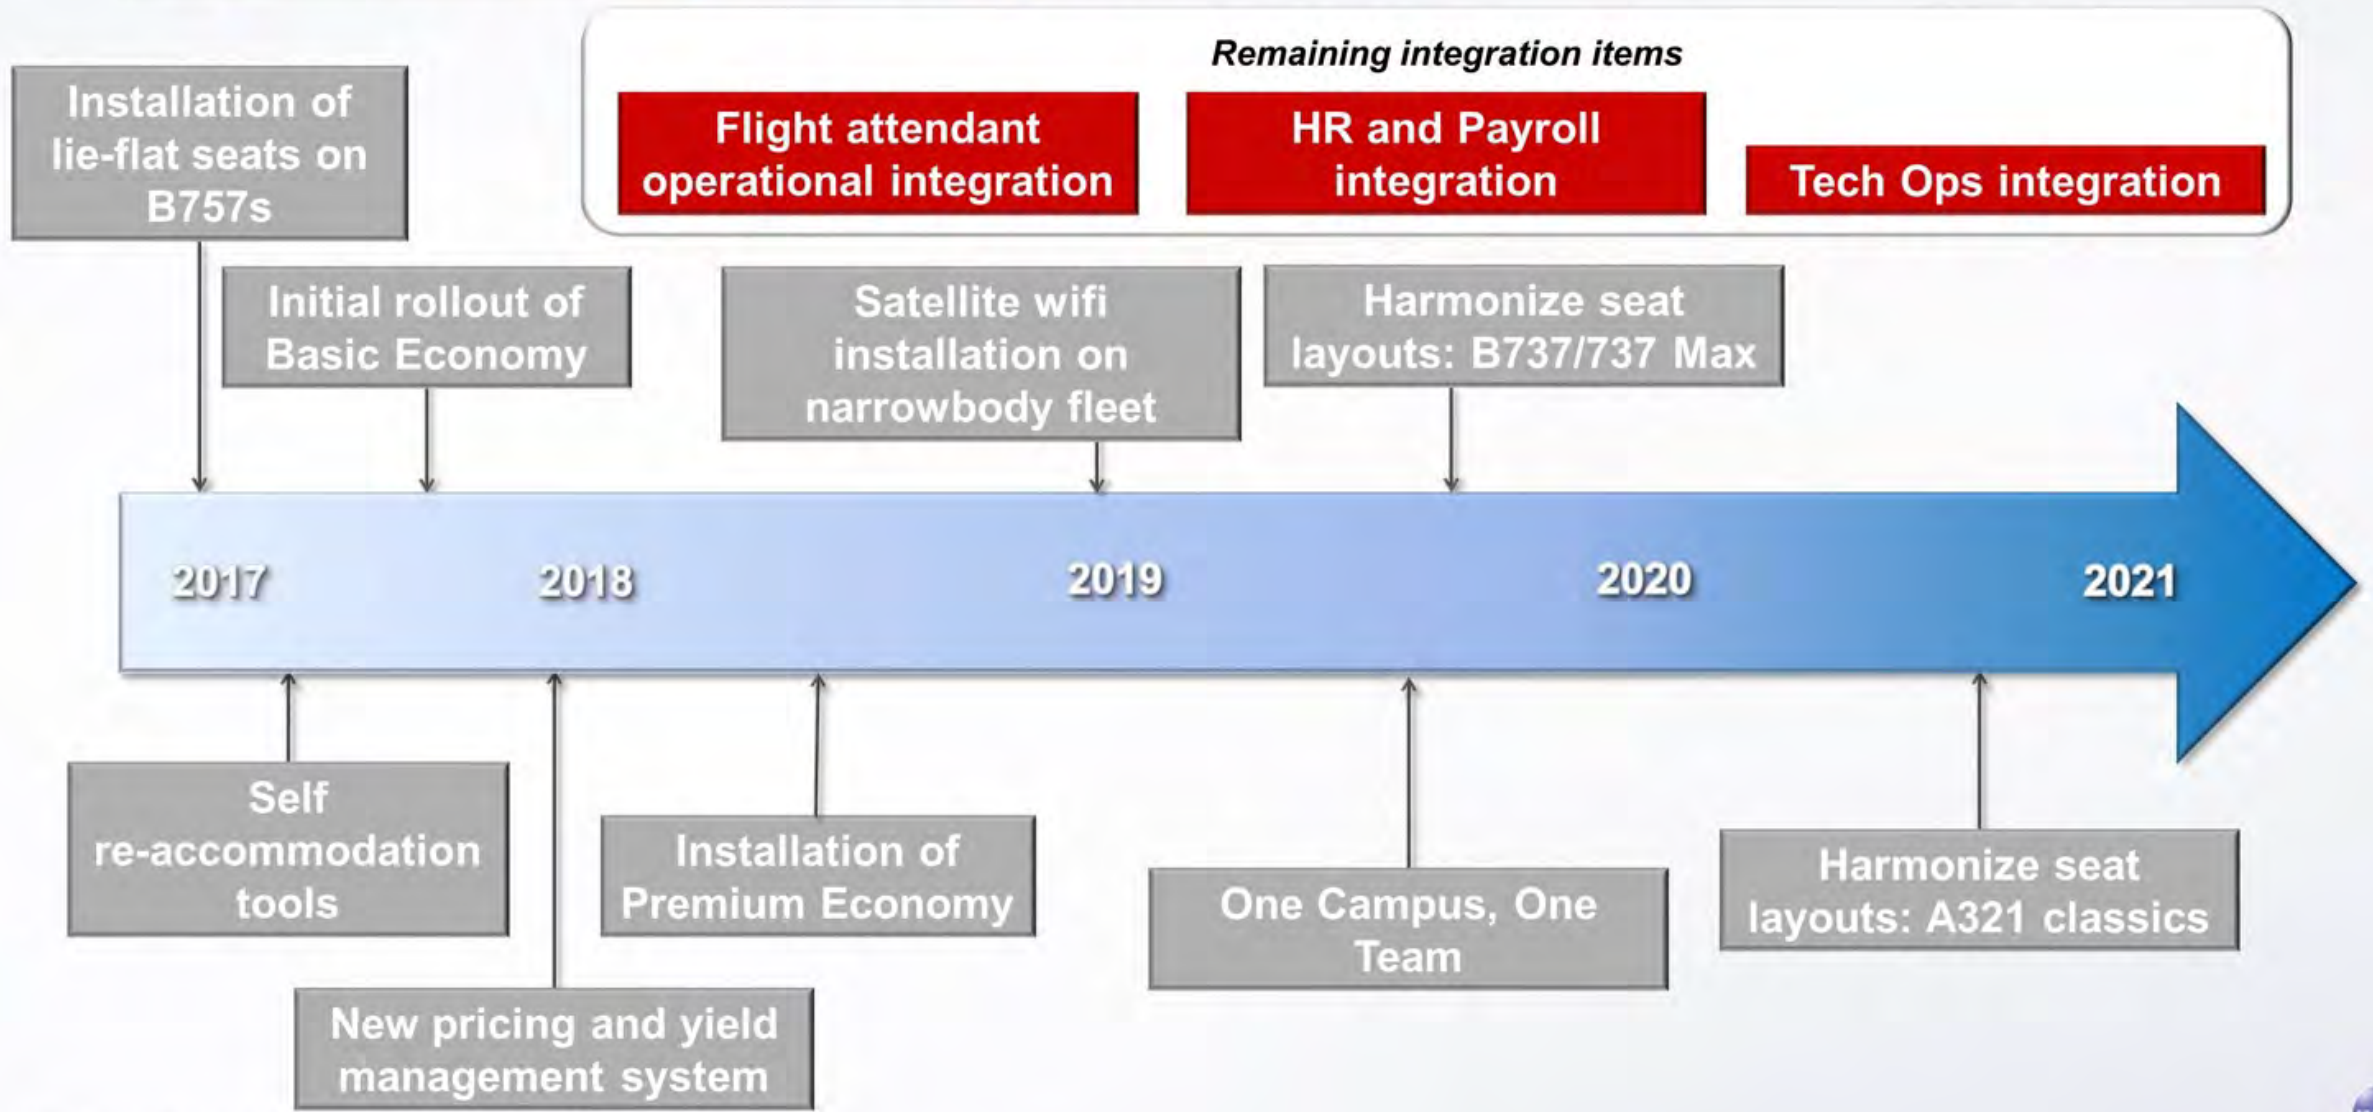 Remaining integration items
Installation of
lie-flat seats on
B757s
Flight attendant
operational integration
HR and Payroll
integration
Tech Ops integration
Initial rollout of
Basic Economy
Satellite wifi
installation on
narrowbody fleet
Harmonize seat
layouts: B737/737 Max
2017
2018
2019
2020
2021
Self
re-accommodation
tools
Installation of
Premium Economy
One Campus, One
Team
Harmonize seat
layouts: A321 classics
New pricing and yield
management system